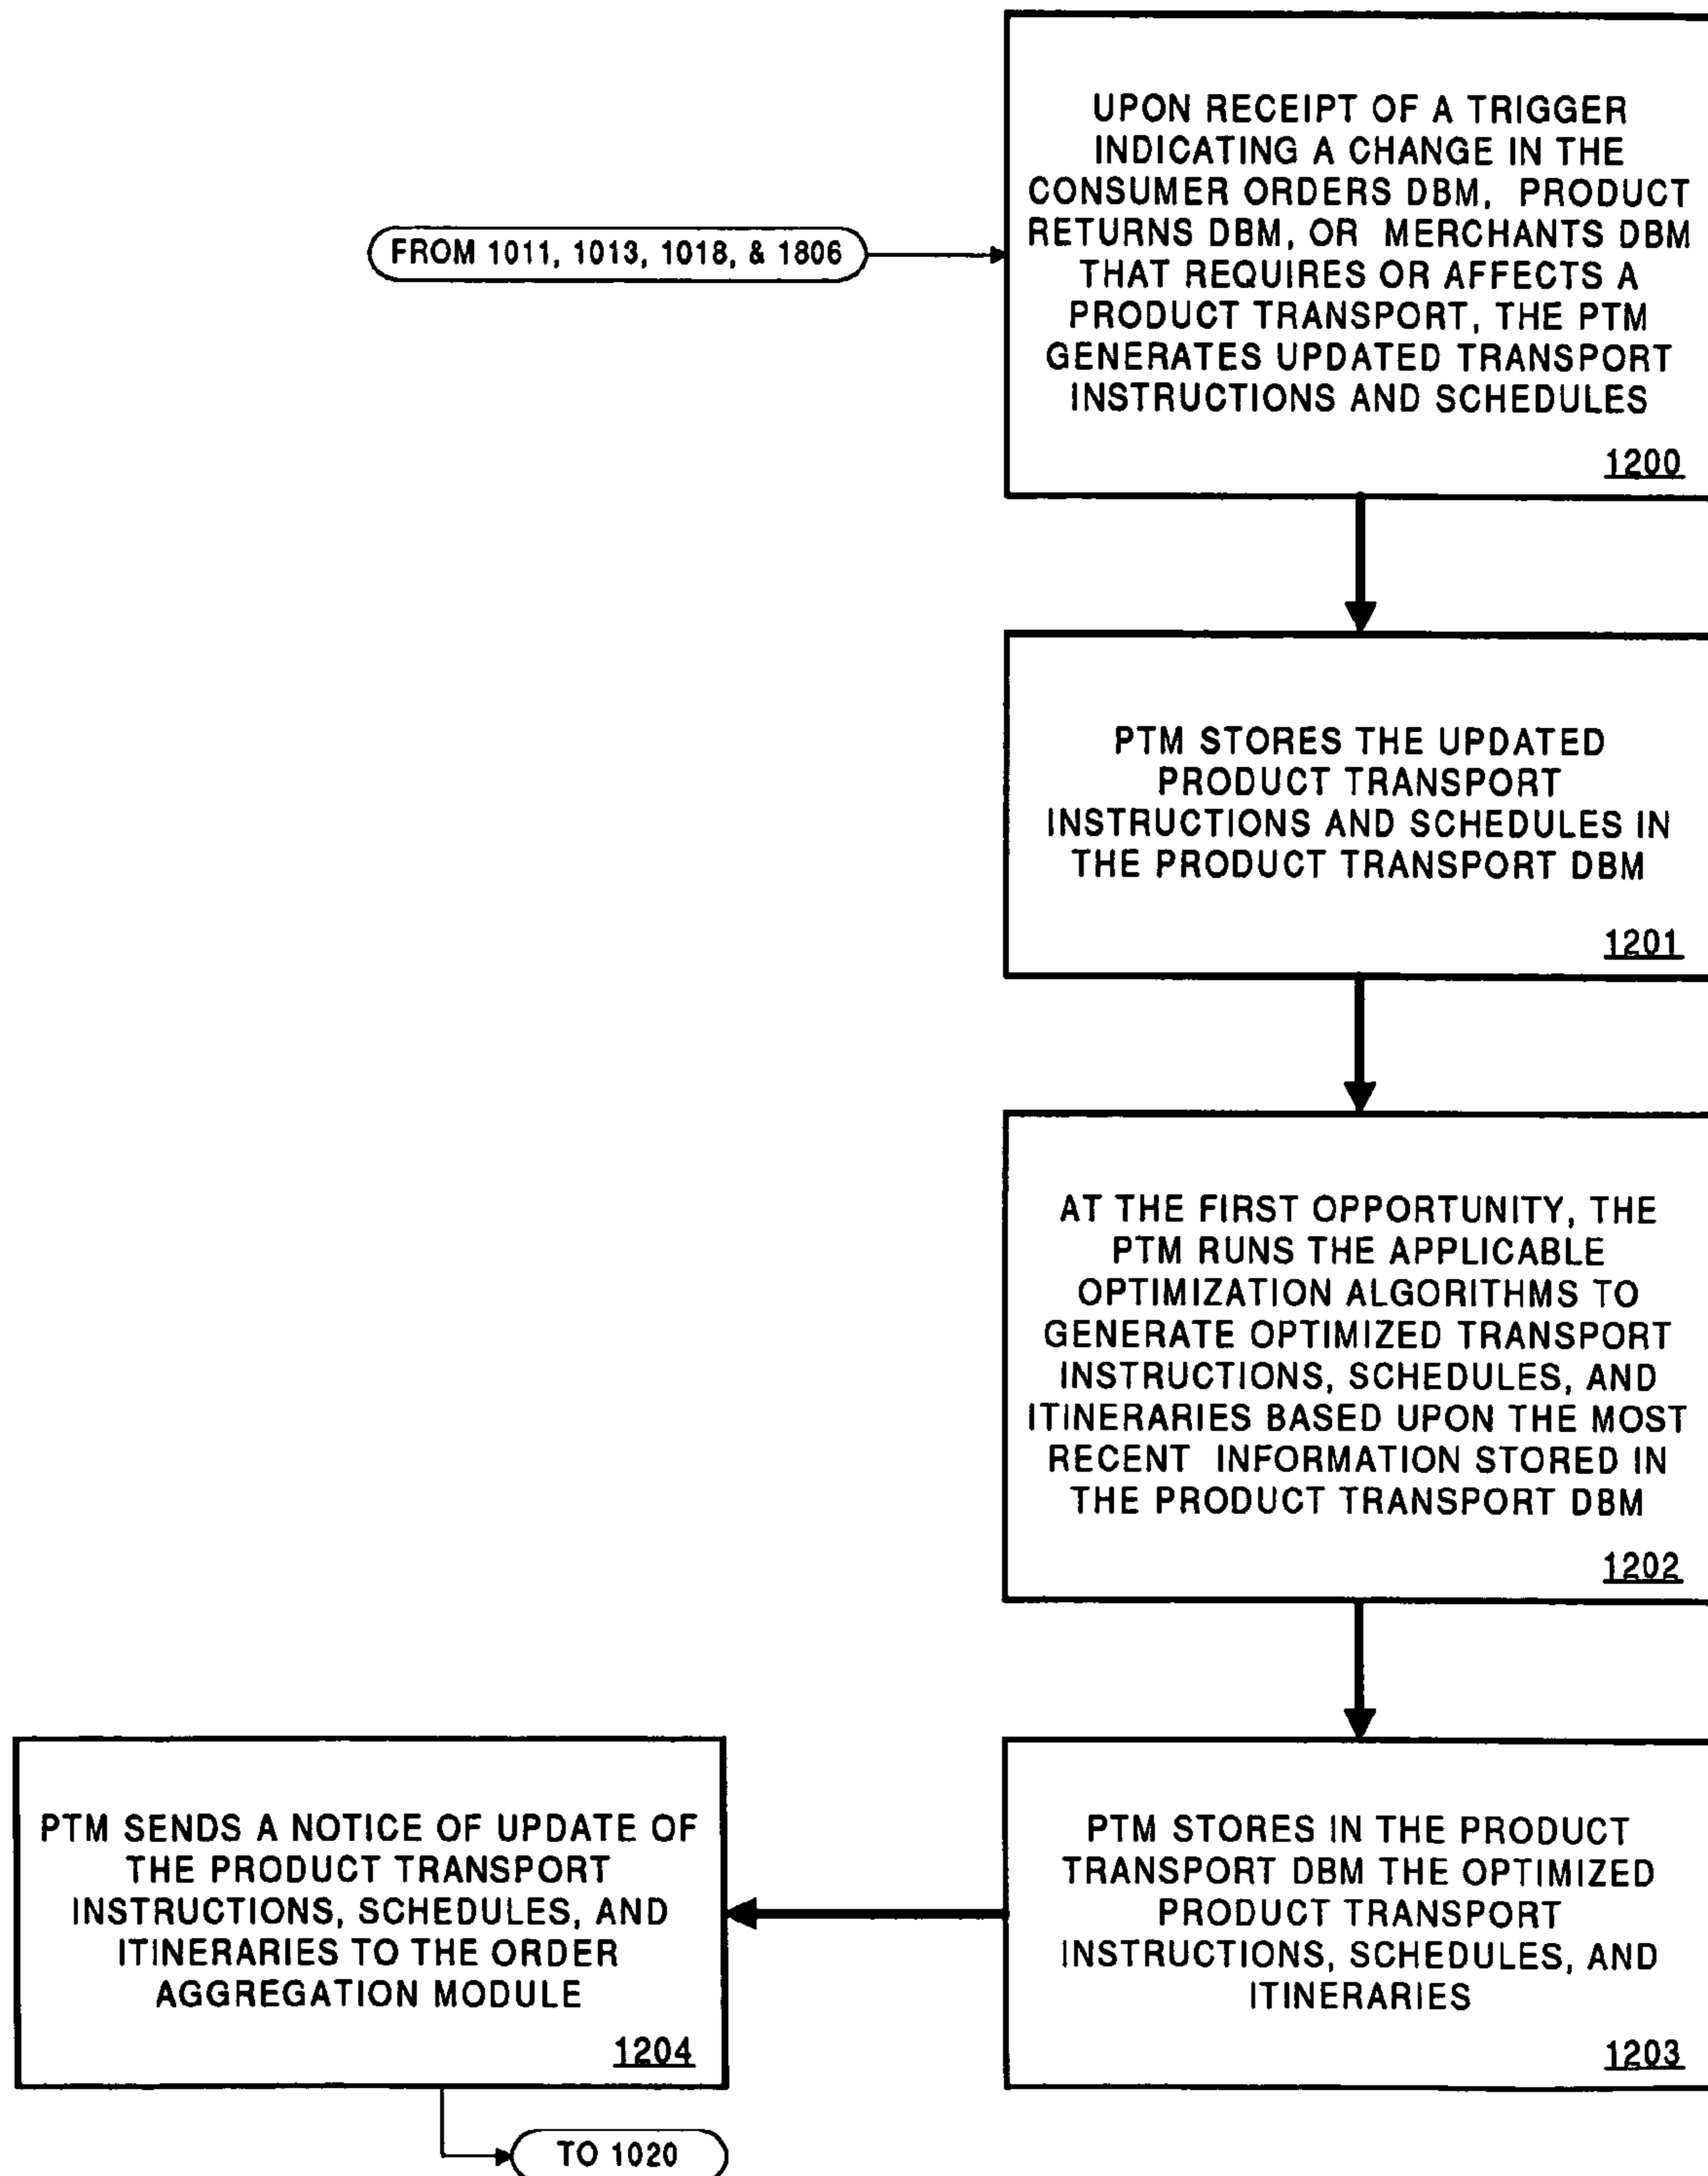 UPON RECEIPT OF A TRIGGER
INDICATING A CHANGE IN THE
CONSUMER ORDERS DBM, PRODUCT
RETURNS DBM, OR MERCHANTS DBM
THAT REQUIRES OR AFFECTS A
PRODUCT TRANSPORT, THE PTM
GENERATES UPDATED TRANSPORT
INSTRUCTIONS AND SCHEDULES
1200
FROM 1011, 1013, 1018, & 1806
PTM STORES THE UPDATED
PRODUCT TRANSPORT
INSTRUCTIONS AND SCHEDULES IN
THE PRODUCT TRANSPORT DBM
1201
AT THE FIRST OPPORTUNITY, THE
PTM RUNS THE APPLICABLE
OPTIMIZATION ALGORITHMS TO
GENERATE OPTIMIZED TRANSPORT
INSTRUCTIONS, SCHEDULES, AND
ITINERARIES BASED UPON THE MOST
RECENT INFORMATION STORED IN
THE PRODUCT TRANSPORT DBM
1202
PTM STORES IN THE PRODUCT
TRANSPORT DBM THE OPTIMIZED
PRODUCT TRANSPORT
INSTRUCTIONS, SCHEDULES, AND
ITINERARIES
1203
PTM SENDS A NOTICE OF UPDATE OF
THE PRODUCT TRANSPORT
INSTRUCTIONS, SCHEDULES, AND
ITINERARIES TO THE ORDER
AGGREGATION MODULE
1204
TO 1020